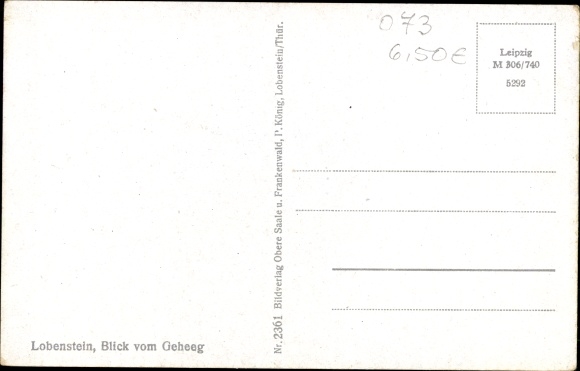 073
6,50€
Leipzig
M 306/740
5292
Nr. 2361 Bildverlag Obere Saale u. Frankenwald, P. König, Lobenstein/Thür.
Lobenstein, Blick vom Geheeg